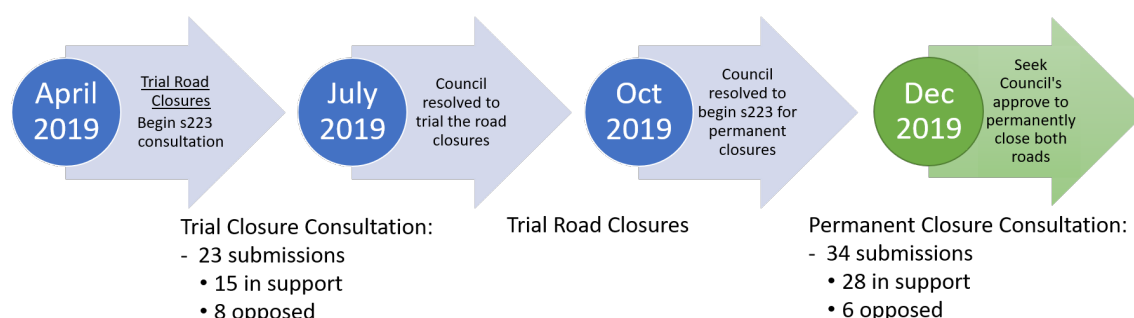 April
2019
Trial Road
Closures
Begin s223
consultation
July
2019
Council
resolved to
trial the road
closures
Oct
2019
Council
resolved to
begin s223 for
permanent
closures
Dec
2019
Seek
Council's
approve to
permanently
close both
roads
Trial Closure Consultation:
- 23 submissions
• 15 in support
• 8 opposed
Trial Road Closures
Permanent Closure Consultation:
- 34 submissions
• 28 in support
• 6 opposed